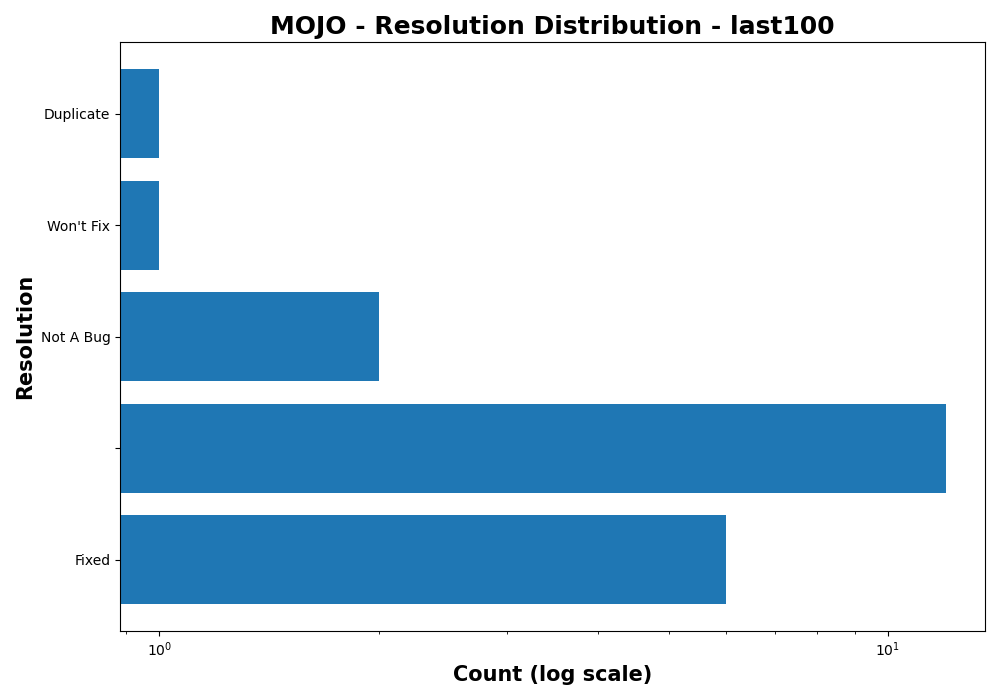 MOJO - Resolution Distribution - last100
Duplicate
Won't Fix
Not A Bug
Fixed
Resolution
10⁰
10¹
Count (log scale)